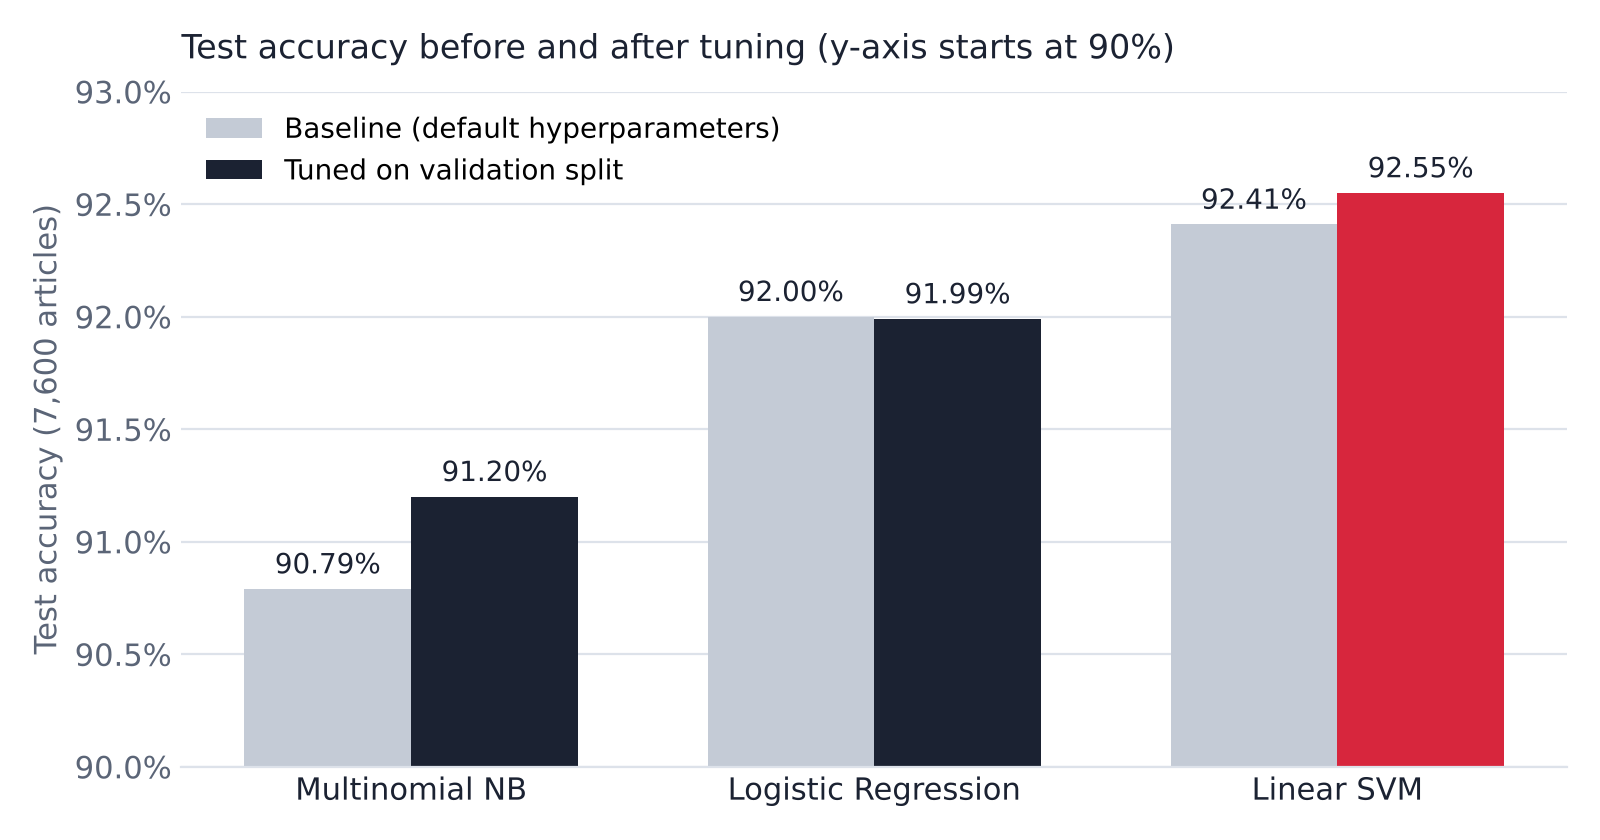 Test accuracy before and after tuning (y-axis starts at 90%)
Test accuracy (7,600 articles)
93.0%
92.5%
92.0%
91.5%
91.0%
90.5%
90.0%
Baseline (default hyperparameters)
Tuned on validation split
90.79%
91.20%
92.00%
91.99%
92.41%
92.55%
Multinomial NB
Logistic Regression
Linear SVM